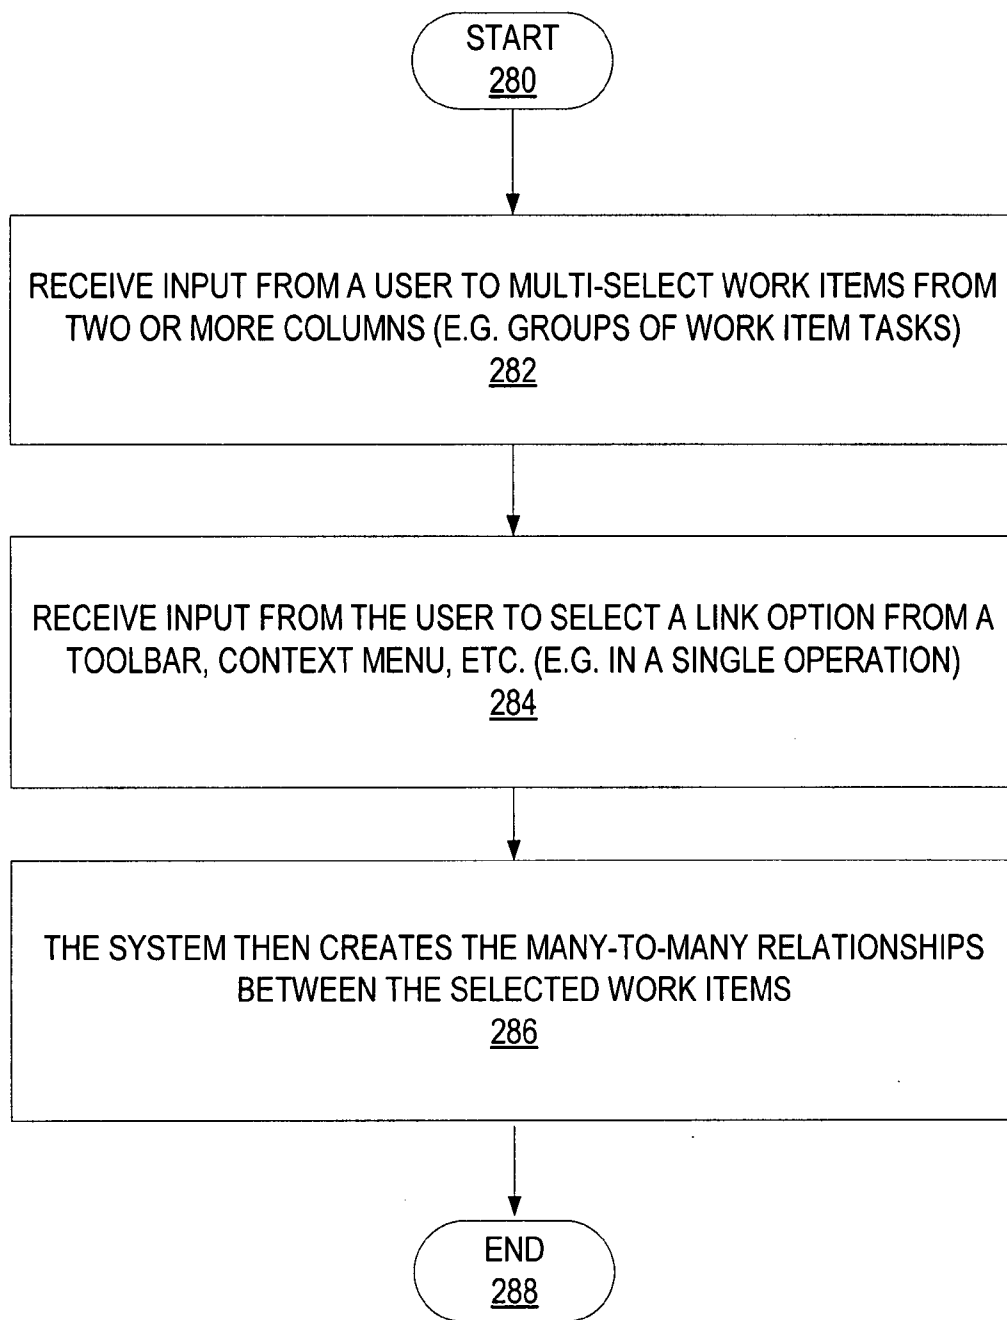 START
280
RECEIVE INPUT FROM A USER TO MULTI-SELECT WORK ITEMS FROM
TWO OR MORE COLUMNS (E.G. GROUPS OF WORK ITEM TASKS)
282
RECEIVE INPUT FROM THE USER TO SELECT A LINK OPTION FROM A
TOOLBAR, CONTEXT MENU, ETC. (E.G. IN A SINGLE OPERATION)
284
THE SYSTEM THEN CREATES THE MANY-TO-MANY RELATIONSHIPS
BETWEEN THE SELECTED WORK ITEMS
286
END
288